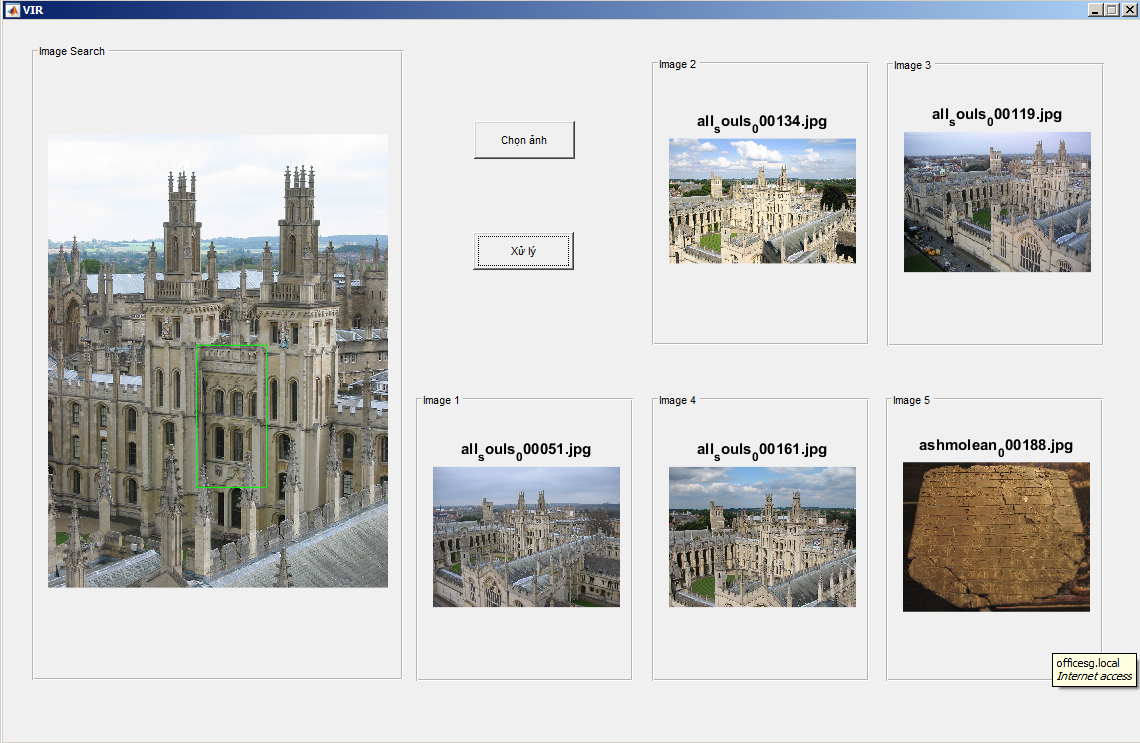 VIR
Image Search
Chọn ảnh
Xử lý
Image 2
all_souls_000134.jpg
Image 3
all_souls_000119.jpg
Image 1
all_souls_000051.jpg
Image 4
all_souls_000161.jpg
Image 5
ashmolean_000188.jpg
officesg.local
Internet access